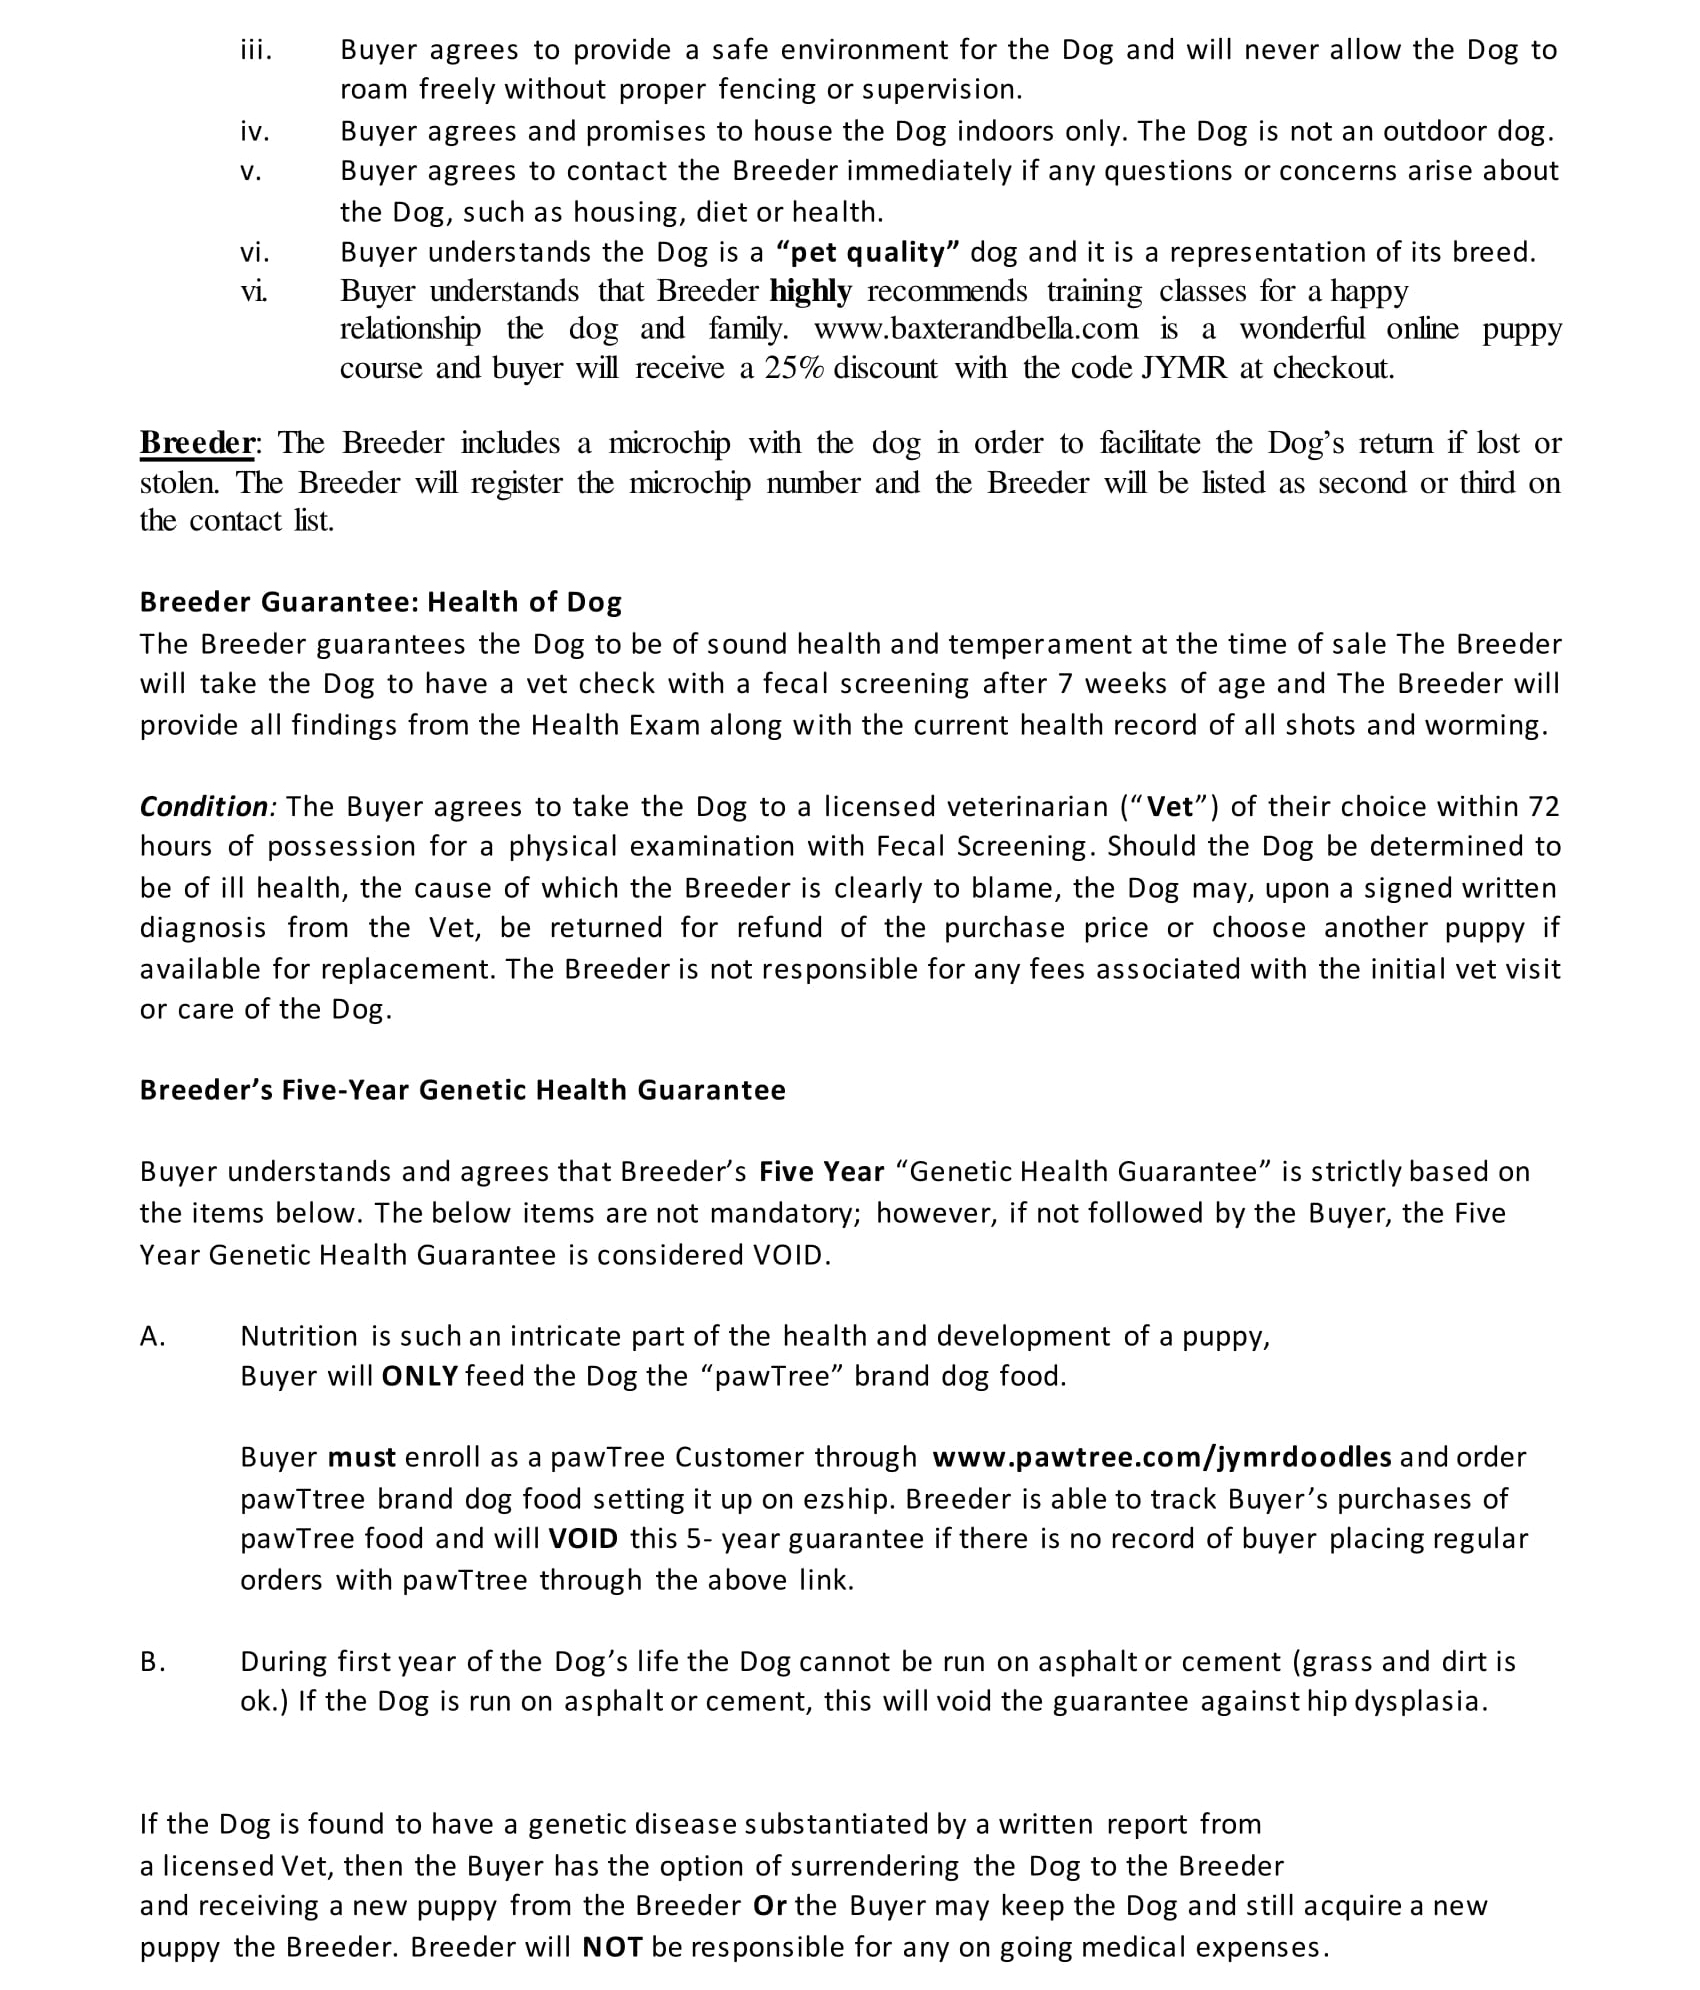 iii. Buyer agrees to provide a safe environment for the Dog and will never allow the Dog to
roam freely without proper fencing or supervision.
iv. Buyer agrees and promises to house the Dog indoors only. The Dog is not an outdoor dog.
v. Buyer agrees to contact the Breeder immediately if any questions or concerns arise about
the Dog, such as housing, diet or health.
vi. Buyer understands the Dog is a “pet quality” dog and it is a representation of its breed.
vi. Buyer understands that Breeder highly recommends training classes for a happy
relationship the dog and family. www.baxterandbella.com is a wonderful online puppy
course and buyer will receive a 25% discount with the code JYMR at checkout.
Breeder: The Breeder includes a microchip with the dog in order to facilitate the Dog’s return if lost or
stolen. The Breeder will register the microchip number and the Breeder will be listed as second or third on
the contact list.
Breeder Guarantee: Health of Dog
The Breeder guarantees the Dog to be of sound health and temperament at the time of sale The Breeder
will take the Dog to have a vet check with a fecal screening after 7 weeks of age and The Breeder will
provide all findings from the Health Exam along with the current health record of all shots and worming.
Condition: The Buyer agrees to take the Dog to a licensed veterinarian (“Vet”) of their choice within 72
hours of possession for a physical examination with Fecal Screening. Should the Dog be determined to
be of ill health, the cause of which the Breeder is clearly to blame, the Dog may, upon a signed written
diagnosis from the Vet, be returned for refund of the purchase price or choose another puppy if
available for replacement. The Breeder is not responsible for any fees associated with the initial vet visit
or care of the Dog.
Breeder’s Five-Year Genetic Health Guarantee
Buyer understands and agrees that Breeder’s Five Year “Genetic Health Guarantee” is strictly based on
the items below. The below items are not mandatory; however, if not followed by the Buyer, the Five
Year Genetic Health Guarantee is considered VOID.
A. Nutrition is such an intricate part of the health and development of a puppy,
Buyer will ONLY feed the Dog the “pawTree” brand dog food.
Buyer must enroll as a pawTree Customer through www.pawtree.com/jymrdoodles and order
pawTtree brand dog food setting it up on ezship. Breeder is able to track Buyer’s purchases of
pawTree food and will VOID this 5- year guarantee if there is no record of buyer placing regular
orders with pawTtree through the above link.
B. During first year of the Dog’s life the Dog cannot be run on asphalt or cement (grass and dirt is
ok.) If the Dog is run on asphalt or cement, this will void the guarantee against hip dysplasia.
If the Dog is found to have a genetic disease substantiated by a written report from
a licensed Vet, then the Buyer has the option of surrendering the Dog to the Breeder
and receiving a new puppy from the Breeder Or the Buyer may keep the Dog and still acquire a new
puppy the Breeder. Breeder will NOT be responsible for any on going medical expenses.